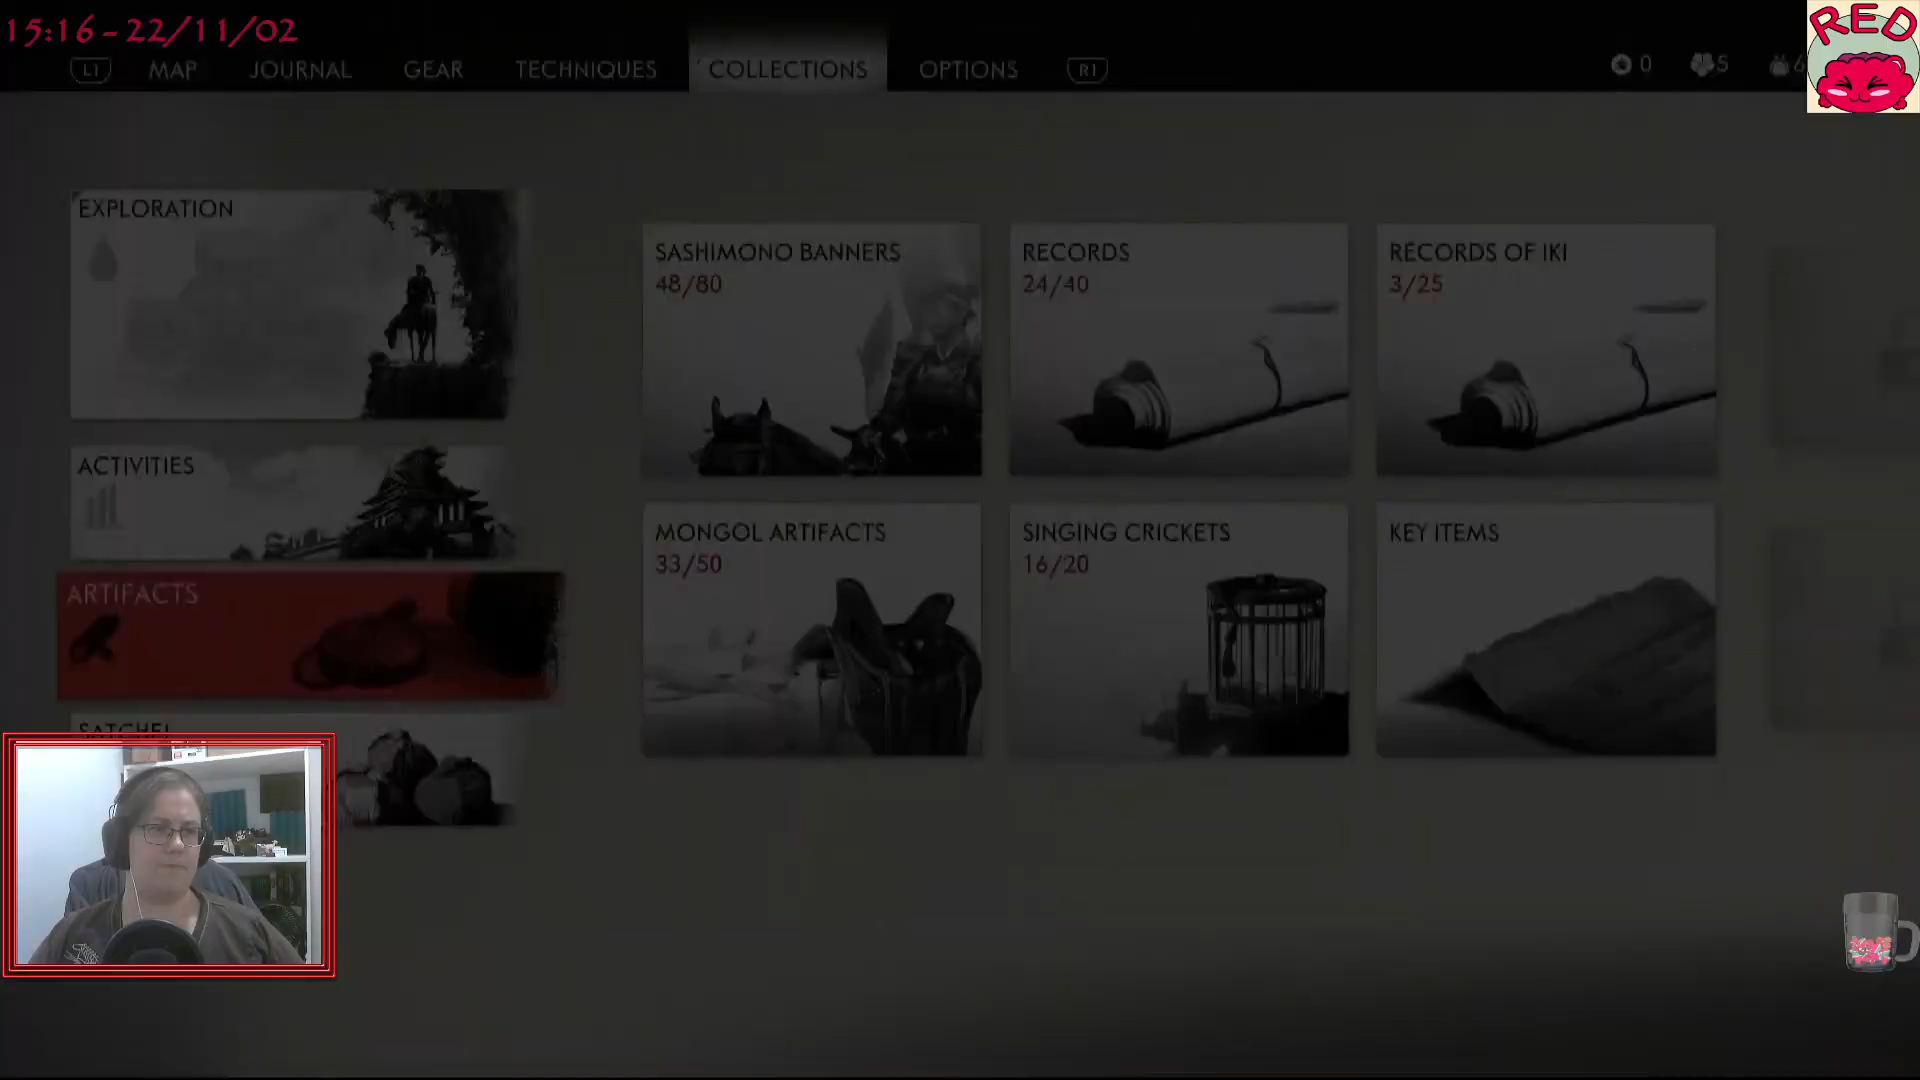 15:16 - 22/11/02
RED
L1 MAP JOURNAL GEAR TECHNIQUES COLLECTIONS OPTIONS R1
0 5
EXPLORATION
ACTIVITIES
ARTIFACTS
SATCHEL
SASHIMONO BANNERS
48/80
RECORDS
24/40
RECORDS OF IKI
3/25
MONGOL ARTIFACTS
33/50
SINGING CRICKETS
16/20
KEY ITEMS